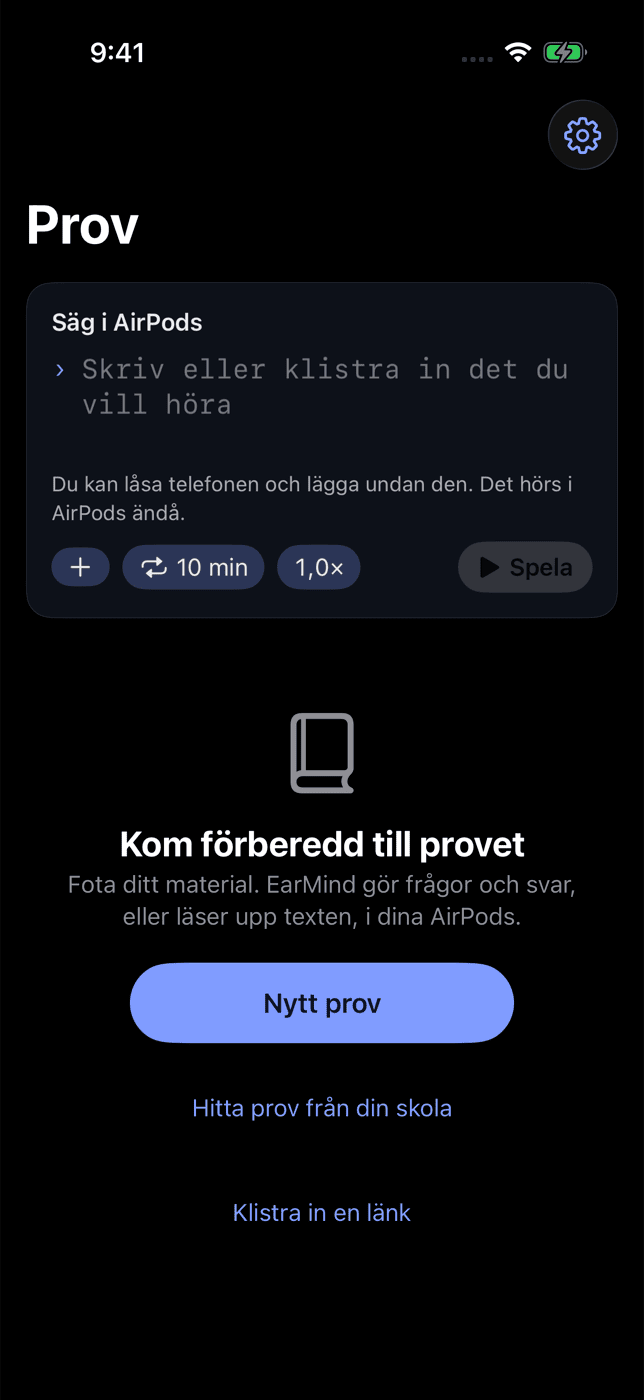 9:41
Prov
Säg i AirPods
› Skriv eller klistra in det du
vill höra
Du kan låsa telefonen och lägga undan den. Det hörs i
AirPods ändå.
+ 10 min 1,0× Spela
Kom förberedd till provet
Fota ditt material. EarMind gör frågor och svar,
eller läser upp texten, i dina AirPods.
Nytt prov
Hitta prov från din skola
Klistra in en länk